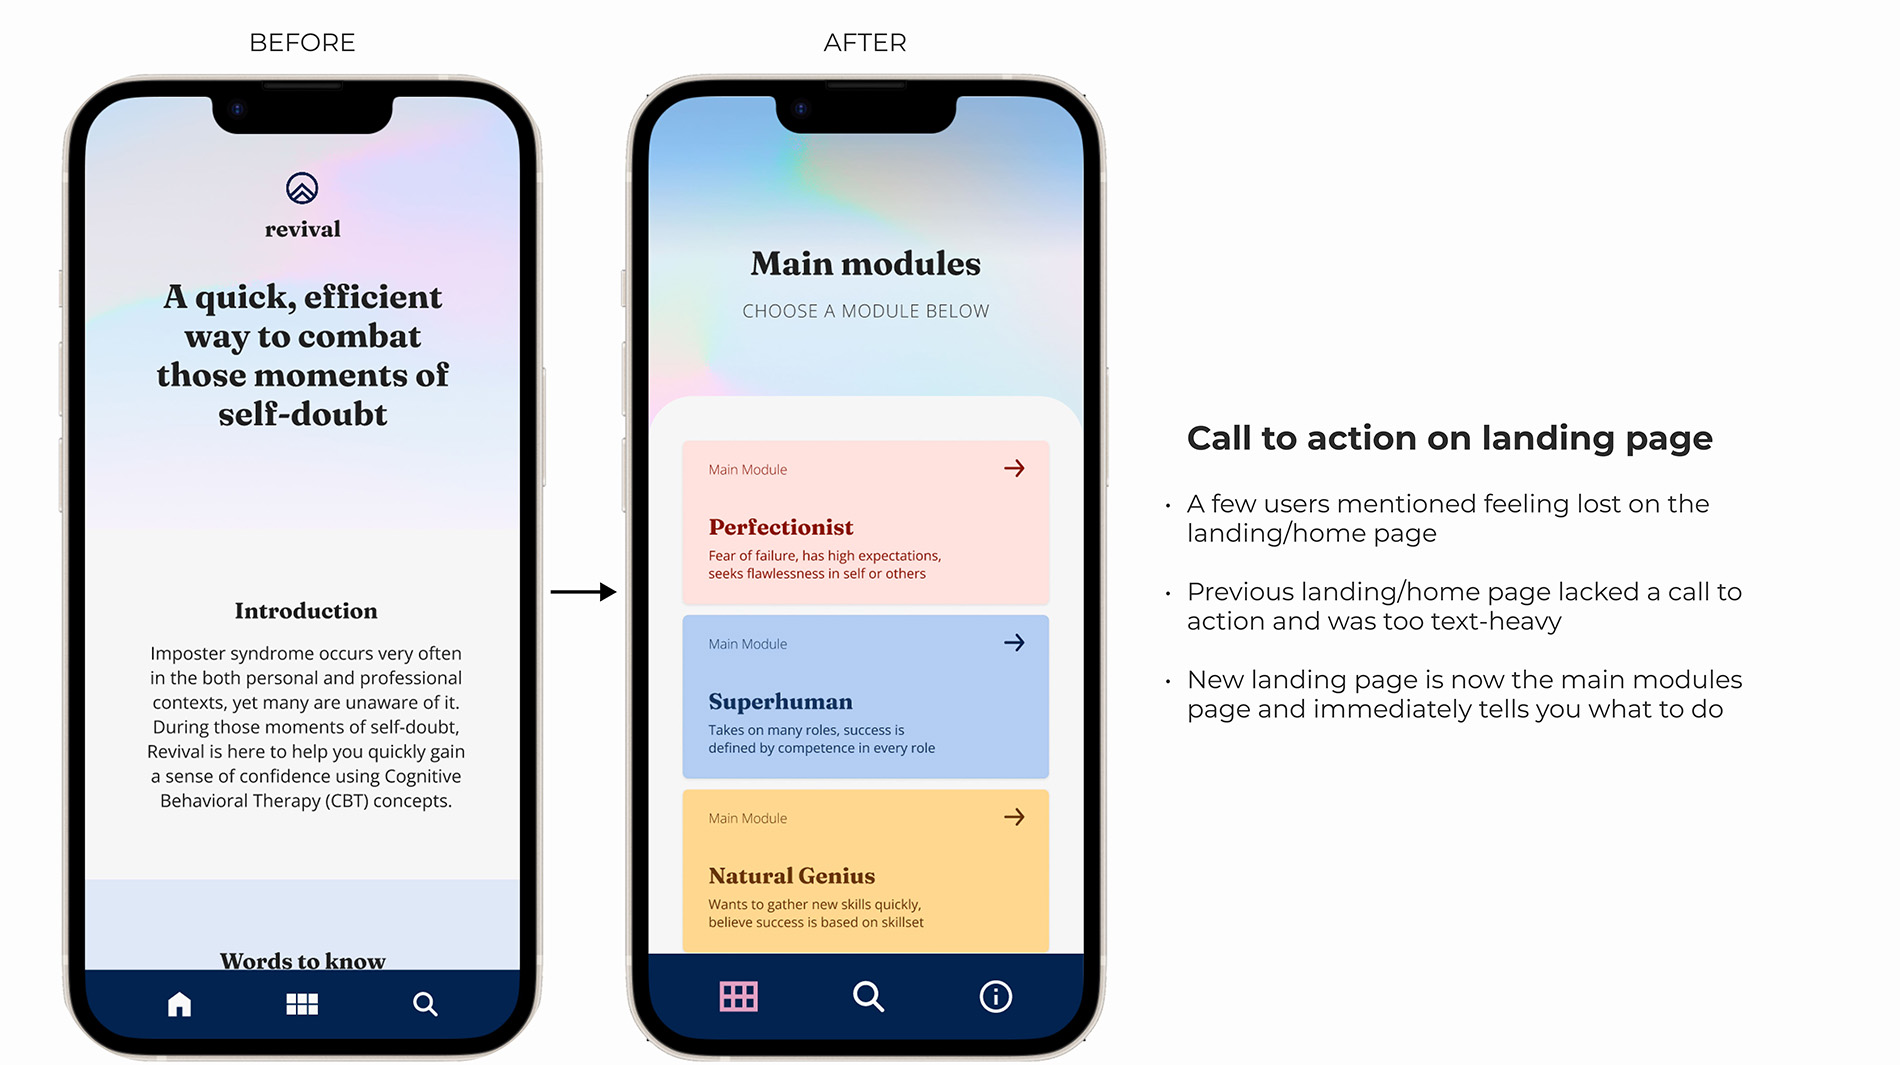 BEFORE
revival
A quick, efficient
way to combat
those moments of
self-doubt
Introduction
Imposter syndrome occurs very often
in the both personal and professional
contexts, yet many are unaware of it.
During those moments of self-doubt,
Revival is here to help you quickly gain
a sense of confidence using Cognitive
Behavioral Therapy (CBT) concepts.
Words to know
AFTER
Main modules
CHOOSE A MODULE BELOW
Main Module
Perfectionist
Fear of failure, has high expectations,
seeks flawlessness in self or others
Main Module
Superhuman
Takes on many roles, success is
defined by competence in every role
Main Module
Natural Genius
Wants to gather new skills quickly,
believe success is based on skillset
Call to action on landing page
• A few users mentioned feeling lost on the
landing/home page
• Previous landing/home page lacked a call to
action and was too text-heavy
• New landing page is now the main modules
page and immediately tells you what to do